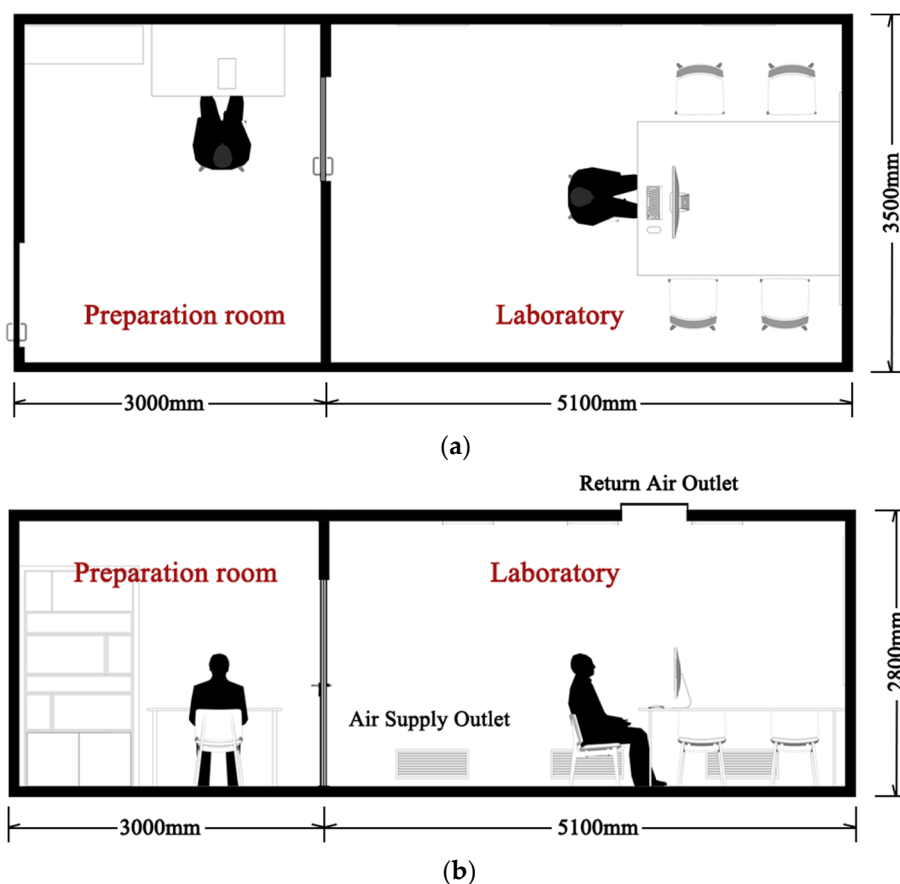 3500mm
Preparation room
Laboratory
3000mm
5100mm
(a)
Return Air Outlet
Preparation room
Laboratory
2800mm
Air Supply Outlet
3000mm
5100mm
(b)